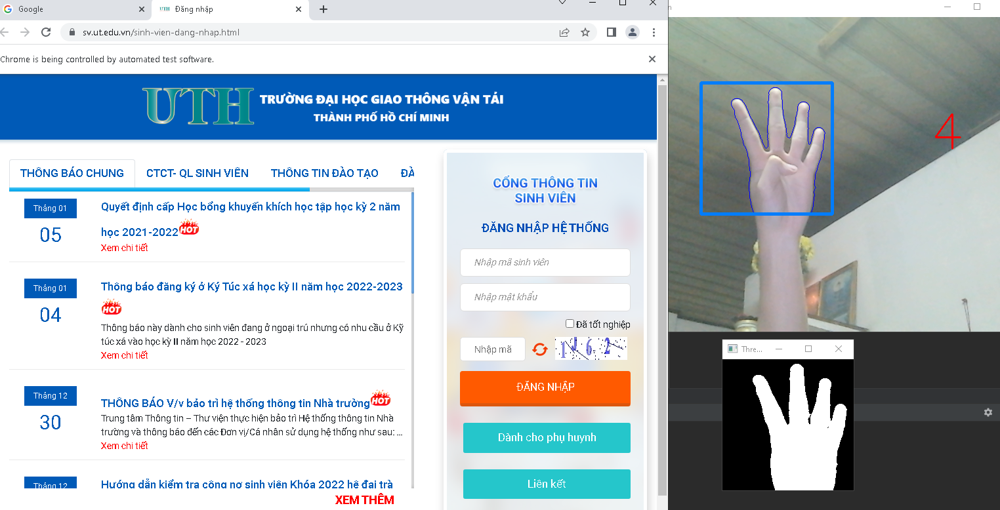 Google
Đăng nhập
sv.ut.edu.vn/sinh-vien-dang-nhap.html
Chrome is being controlled by automated test software.
UTH
TRƯỜNG ĐẠI HỌC GIAO THÔNG VẬN TẢI
THÀNH PHỐ HỒ CHÍ MINH
THÔNG BÁO CHUNG
CTCT- QL SINH VIÊN
THÔNG TIN ĐÀO TẠO
ĐÀ
Tháng 01
05
Quyết định cấp Học bổng khuyến khích học tập học kỳ 2 năm
học 2021-2022 HOT
Xem chi tiết
Tháng 01
04
Thông báo đăng ký ở Ký Túc xá học kỳ II năm học 2022-2023
HOT
Thông báo này dành cho sinh viên đang ở ngoại trú nhưng có nhu cầu ở Ký
túc xá vào học kỳ II năm học 2022 - 2023
Xem chi tiết
Tháng 12
30
THÔNG BÁO V/v bảo trì hệ thống thông tin Nhà trường HOT
Trung tâm Thông tin – Thư viện thực hiện bảo trì Hệ thống thông tin Nhà
trường và thông báo đến các Đơn vị/Cá nhân sử dụng hệ thống như sau: ...
Xem chi tiết
Tháng 12
Hướng dẫn kiểm tra công nợ sinh viên Khóa 2022 hệ đại trà
XEM THÊM
CỔNG THÔNG TIN
SINH VIÊN
ĐĂNG NHẬP HỆ THỐNG
Nhập mã sinh viên
Nhập mật khẩu
Đã tốt nghiệp
Nhập mã
1J62
ĐĂNG NHẬP
Dành cho phụ huynh
Liên kết
n
4
Thre...